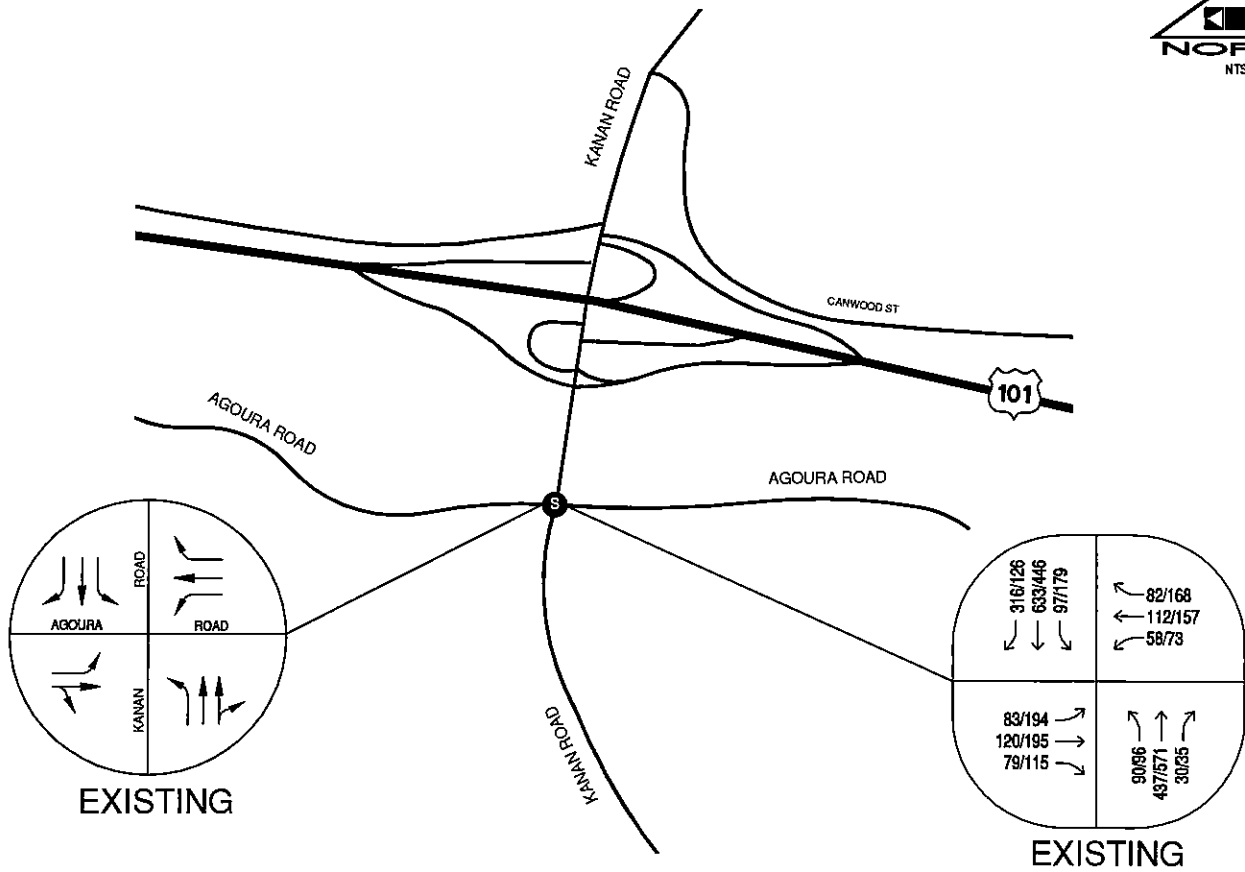 NTS
KANAN ROAD
CANWOOD ST
101
AGOURA ROAD
AGOURA ROAD
S
KANAN ROAD
ROAD
AGOURA
ROAD
KANAN
EXISTING
316/126
633/446
97/179
82/168
112/157
58/73
83/194
120/195
79/115
90/96
437/571
30/35
EXISTING